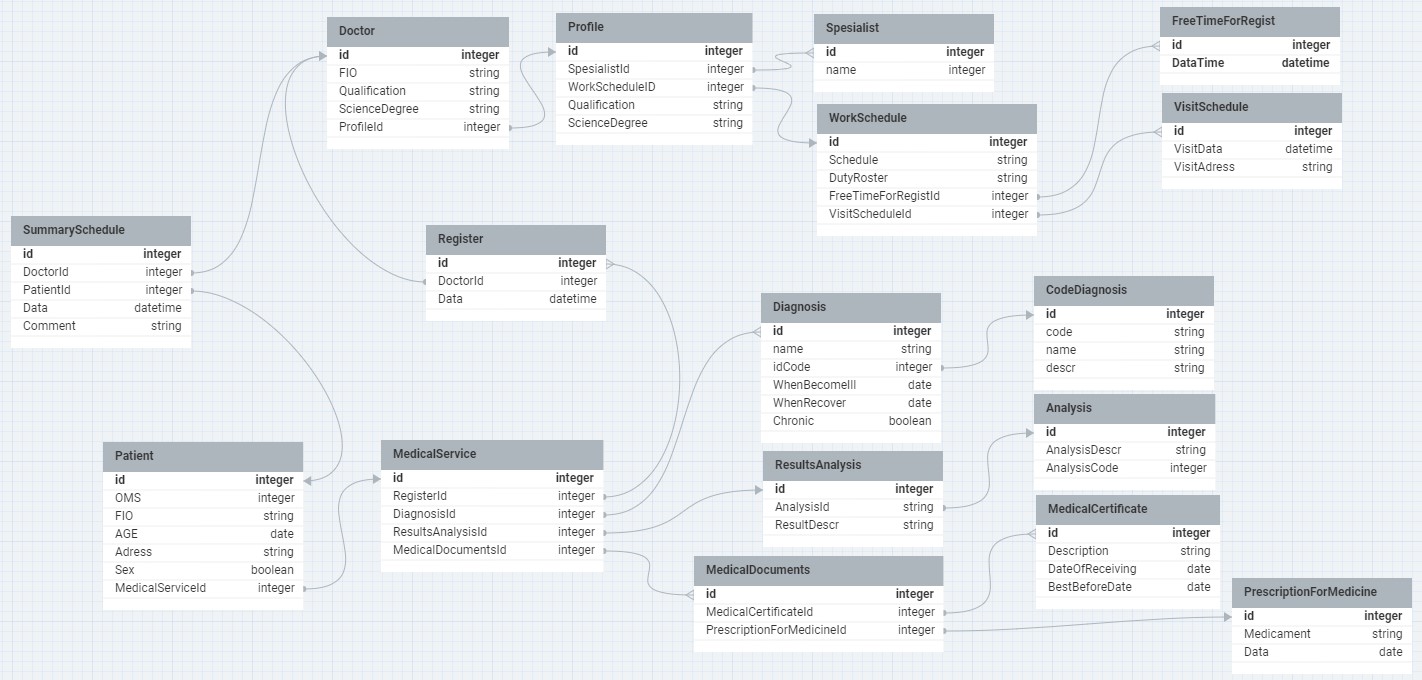 Doctor
id integer
FIO string
Qualification string
ScienceDegree string
ProfileId integer
Profile
id integer
SpesialistId integer
WorkScheduleID integer
Qualification string
ScienceDegree string
Spesialist
id integer
name integer
WorkSchedule
id integer
Schedule string
DutyRoster string
FreeTimeForRegistId integer
VisitScheduleId integer
FreeTimeForRegist
id integer
DataTime datetime
VisitSchedule
id integer
VisitData datetime
VisitAdress string
SummarySchedule
id integer
DoctorId integer
PatientId integer
Data datetime
Comment string
Register
id integer
DoctorId integer
Data datetime
Diagnosis
id integer
name string
idCode integer
WhenBecomeIll date
WhenRecover date
Chronic boolean
CodeDiagnosis
id integer
code string
name string
descr string
Analysis
id integer
AnalysisDescr string
AnalysisCode integer
Patient
id integer
OMS integer
FIO string
AGE date
Adress string
Sex boolean
MedicalServiceId integer
MedicalService
id integer
RegisterId integer
DiagnosisId integer
ResultsAnalysisId integer
MedicalDocumentsId integer
ResultsAnalysis
id integer
AnalysisId string
ResultDescr string
MedicalCertificate
id integer
Description string
DateOfReceiving date
BestBeforeDate date
MedicalDocuments
id integer
MedicalCertificateId integer
PrescriptionForMedicineId integer
PrescriptionForMedicine
id integer
Medicament string
Data date